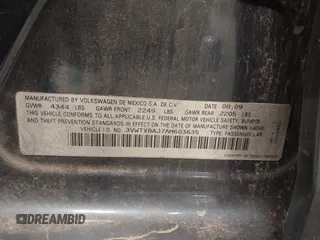 MFD BY VOLKSWAGEN DE MEXICO S.A. DE C.V. DATE 08.09
GVWR 4344 LBS GAWR FRONT 2249 LBS GAWR REAR 2205 LBS
THIS VEHICLE CONFORMS TO ALL APPLICABLE U.S. FEDERAL MOTOR VEHICLE SAFETY, BUMPER,
AND THEFT PREVENTION STANDARDS IN EFFECT ON THE DATE OF MANUFACTURE SHOWN ABOVE.
VEHICLE I.D. NO.: 3VWTX8AJ7AM603635 TYPE: PASSENGER CAR
DREAMBID